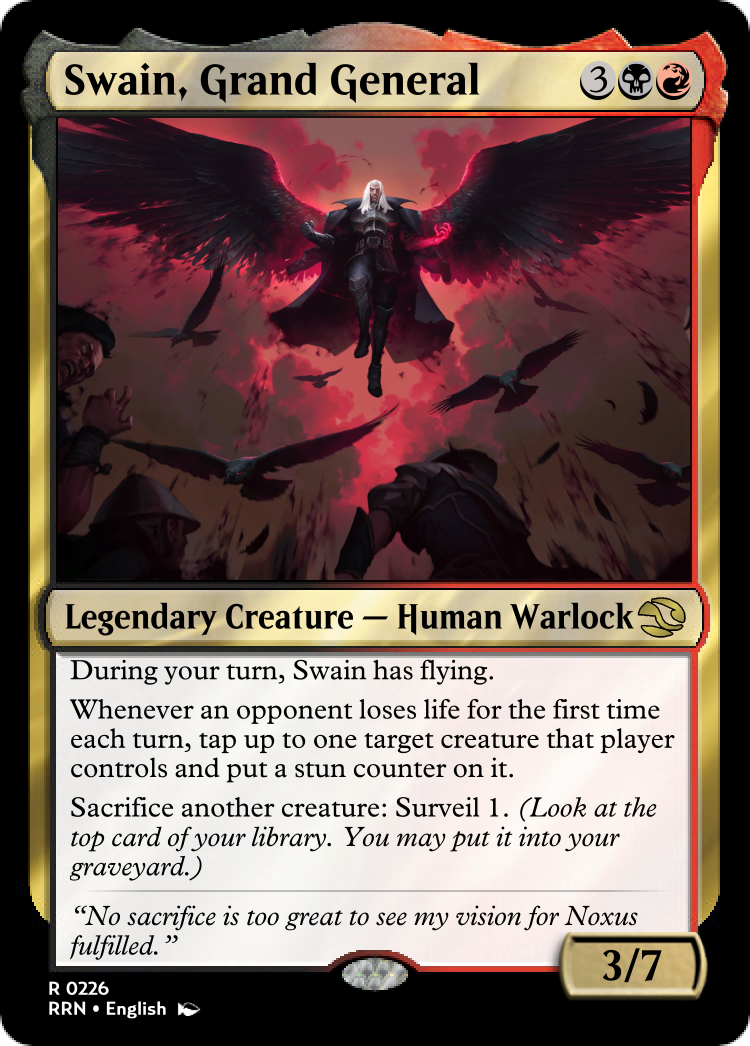 Swain, Grand General 3
Legendary Creature — Human Warlock
During your turn, Swain has flying.
Whenever an opponent loses life for the first time
each turn, tap up to one target creature that player
controls and put a stun counter on it.
Sacrifice another creature: Surveil 1. (Look at the
top card of your library. You may put it into your
graveyard.)
“No sacrifice is too great to see my vision for Noxus
fulfilled.”
3/7
R 0226
RRN • English